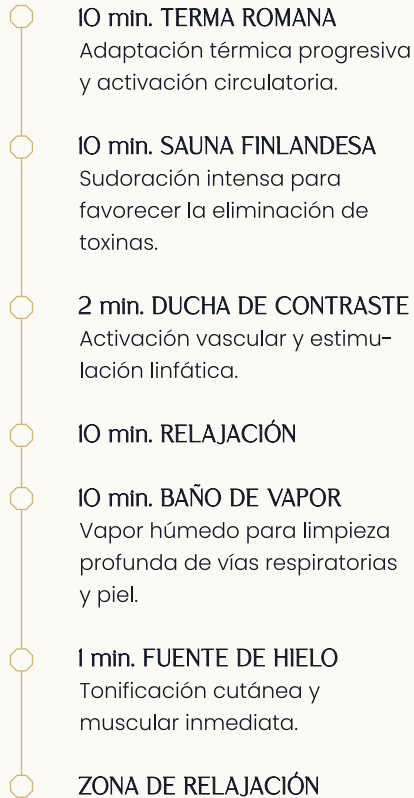 10 min. TERMA ROMANA
Adaptación térmica progresiva
y activación circulatoria.
10 min. SAUNA FINLANDESA
Sudoración intensa para
favorecer la eliminación de
toxinas.
2 min. DUCHA DE CONTRASTE
Activación vascular y estimu-
lación linfática.
10 min. RELAJACIÓN
10 min. BAÑO DE VAPOR
Vapor húmedo para limpieza
profunda de vías respiratorias
y piel.
1 min. FUENTE DE HIELO
Tonificación cutánea y
muscular inmediata.
ZONA DE RELAJACIÓN